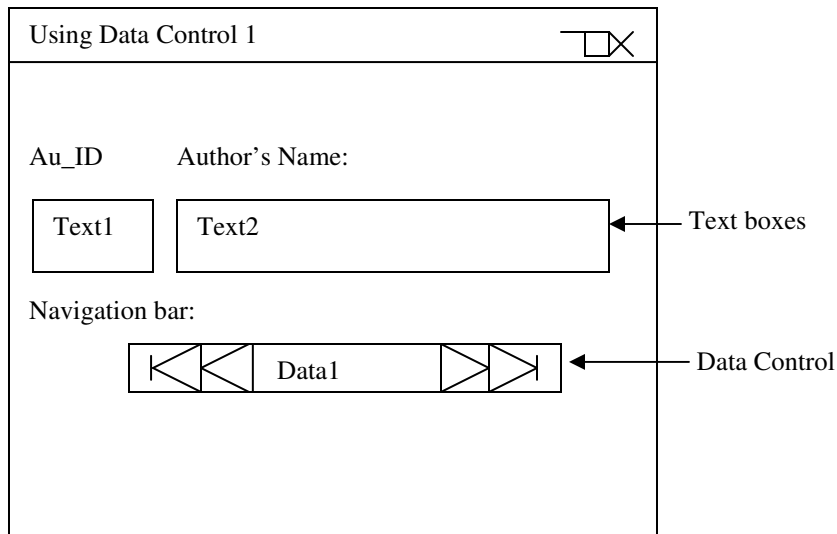 Using Data Control 1
Au_ID Author’s Name:
Text1 Text2 Text boxes
Navigation bar:
Data1 Data Control